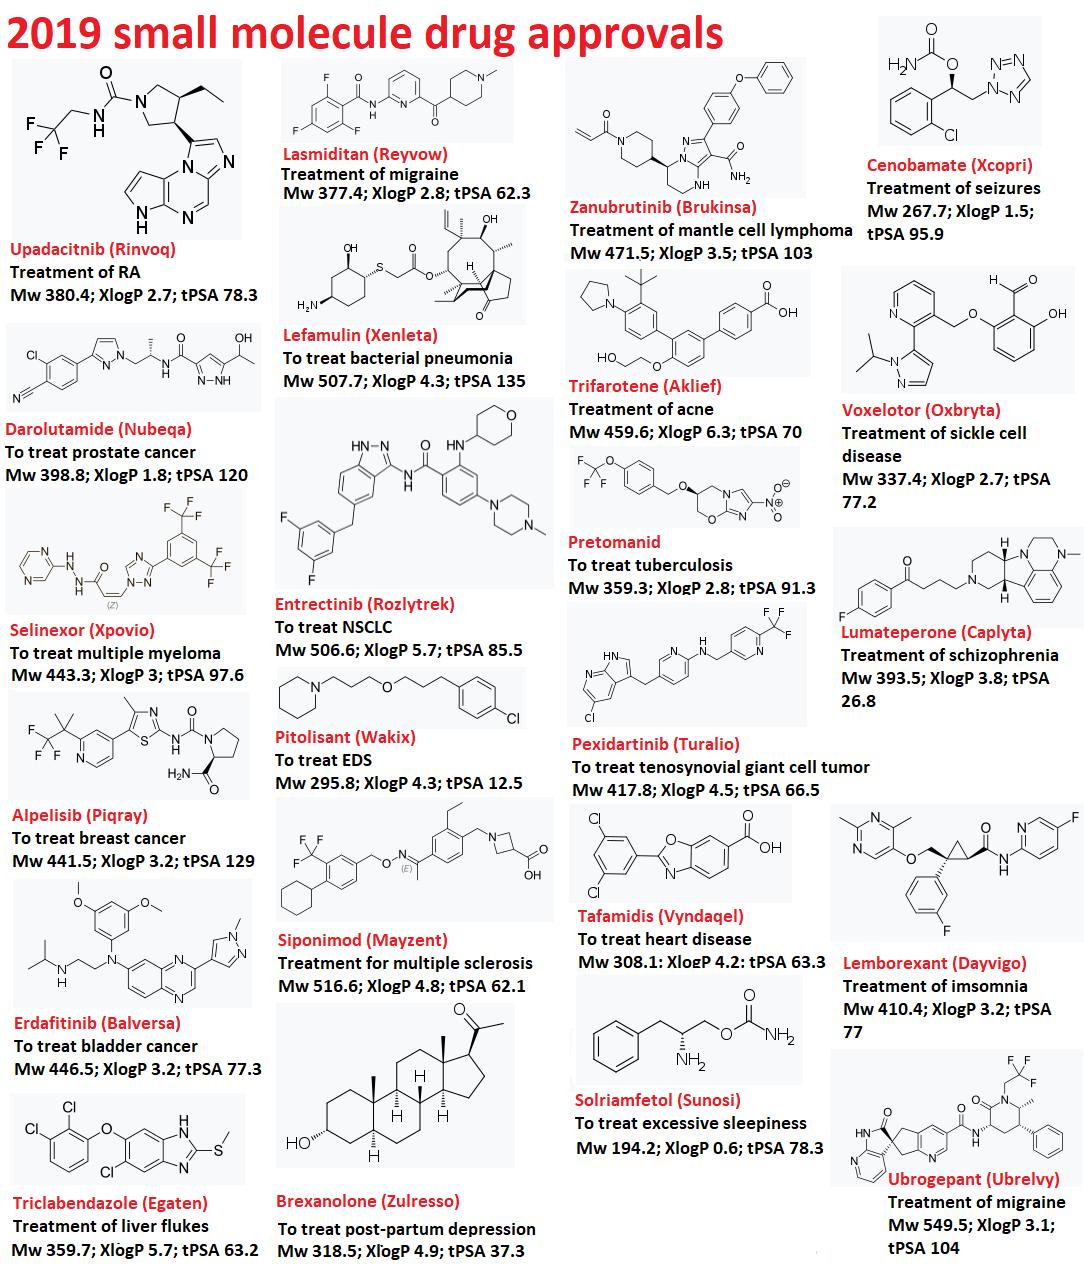 2019 small molecule drug approvals
Upadacitnib (Rinvoq)
Treatment of RA
Mw 380.4; XlogP 2.7; tPSA 78.3
Darolutamide (Nubeqa)
To treat prostate cancer
Mw 398.8; XlogP 1.8; tPSA 120
Selinexor (Xpovio)
To treat multiple myeloma
Mw 443.3; XlogP 3; tPSA 97.6
Alpelisib (Piqray)
To treat breast cancer
Mw 441.5; XlogP 3.2; tPSA 129
Erdafitinib (Balversa)
To treat bladder cancer
Mw 446.5; XlogP 3.2; tPSA 77.3
Triclabendazole (Egaten)
Treatment of liver flukes
Mw 359.7; XlogP 5.7; tPSA 63.2
Lasmiditan (Reyvow)
Treatment of migraine
Mw 377.4; XlogP 2.8; tPSA 62.3
Lefamulin (Xenleta)
To treat bacterial pneumonia
Mw 507.7; XlogP 4.3; tPSA 135
Entrectinib (Rozlytrek)
To treat NSCLC
Mw 506.6; XlogP 5.7; tPSA 85.5
Pitolisant (Wakix)
To treat EDS
Mw 295.8; XlogP 4.3; tPSA 12.5
(E)
Siponimod (Mayzent)
Treatment for multiple sclerosis
Mw 516.6; XlogP 4.8; tPSA 62.1
Brexanolone (Zulresso)
To treat post-partum depression
Mw 318.5; XlogP 4.9; tPSA 37.3
Zanubrutinib (Brukinsa)
Treatment of mantle cell lymphoma
Mw 471.5; XlogP 3.5; tPSA 103
Trifarotene (Aklief)
Treatment of acne
Mw 459.6; XlogP 6.3; tPSA 70
Pretomanid
To treat tuberculosis
Mw 359.3; XlogP 2.8; tPSA 91.3
Pexidartinib (Turalio)
To treat tenosynovial giant cell tumor
Mw 417.8; XlogP 4.5; tPSA 66.5
Tafamidis (Vyndaqel)
To treat heart disease
Mw 308.1: XlogP 4.2; tPSA 63.3
Solriamfetol (Sunosi)
To treat excessive sleepiness
Mw 194.2; XlogP 0.6; tPSA 78.3
Cenobamate (Xcopri)
Treatment of seizures
Mw 267.7; XlogP 1.5;
tPSA 95.9
Voxelotor (Oxbryta)
Treatment of sickle cell
disease
Mw 337.4; XlogP 2.7; tPSA
77.2
Lumateperone (Caplyta)
Treatment of schizophrenia
Mw 393.5; XlogP 3.8; tPSA
26.8
Lemborexant (Dayvigo)
Treatment of imsomnia
Mw 410.4; XlogP 3.2; tPSA
77
Ubrogepant (Ubrelvy)
Treatment of migraine
Mw 549.5; XlogP 3.1;
tPSA 104